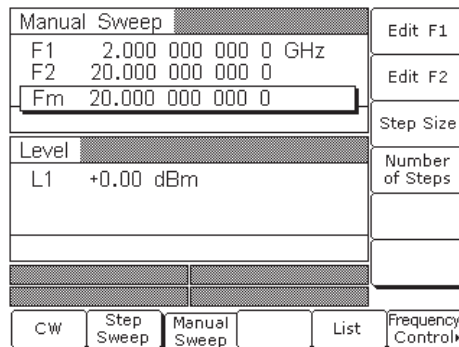 Manual Sweep
F1 2.000 000 000 0 GHz
F2 20.000 000 000 0
Fm 20.000 000 000 0
Level
L1 +0.00 dBm
Edit F1
Edit F2
Step Size
Number
of Steps
CW
Step
Sweep
Manual
Sweep
List
Frequency
Control